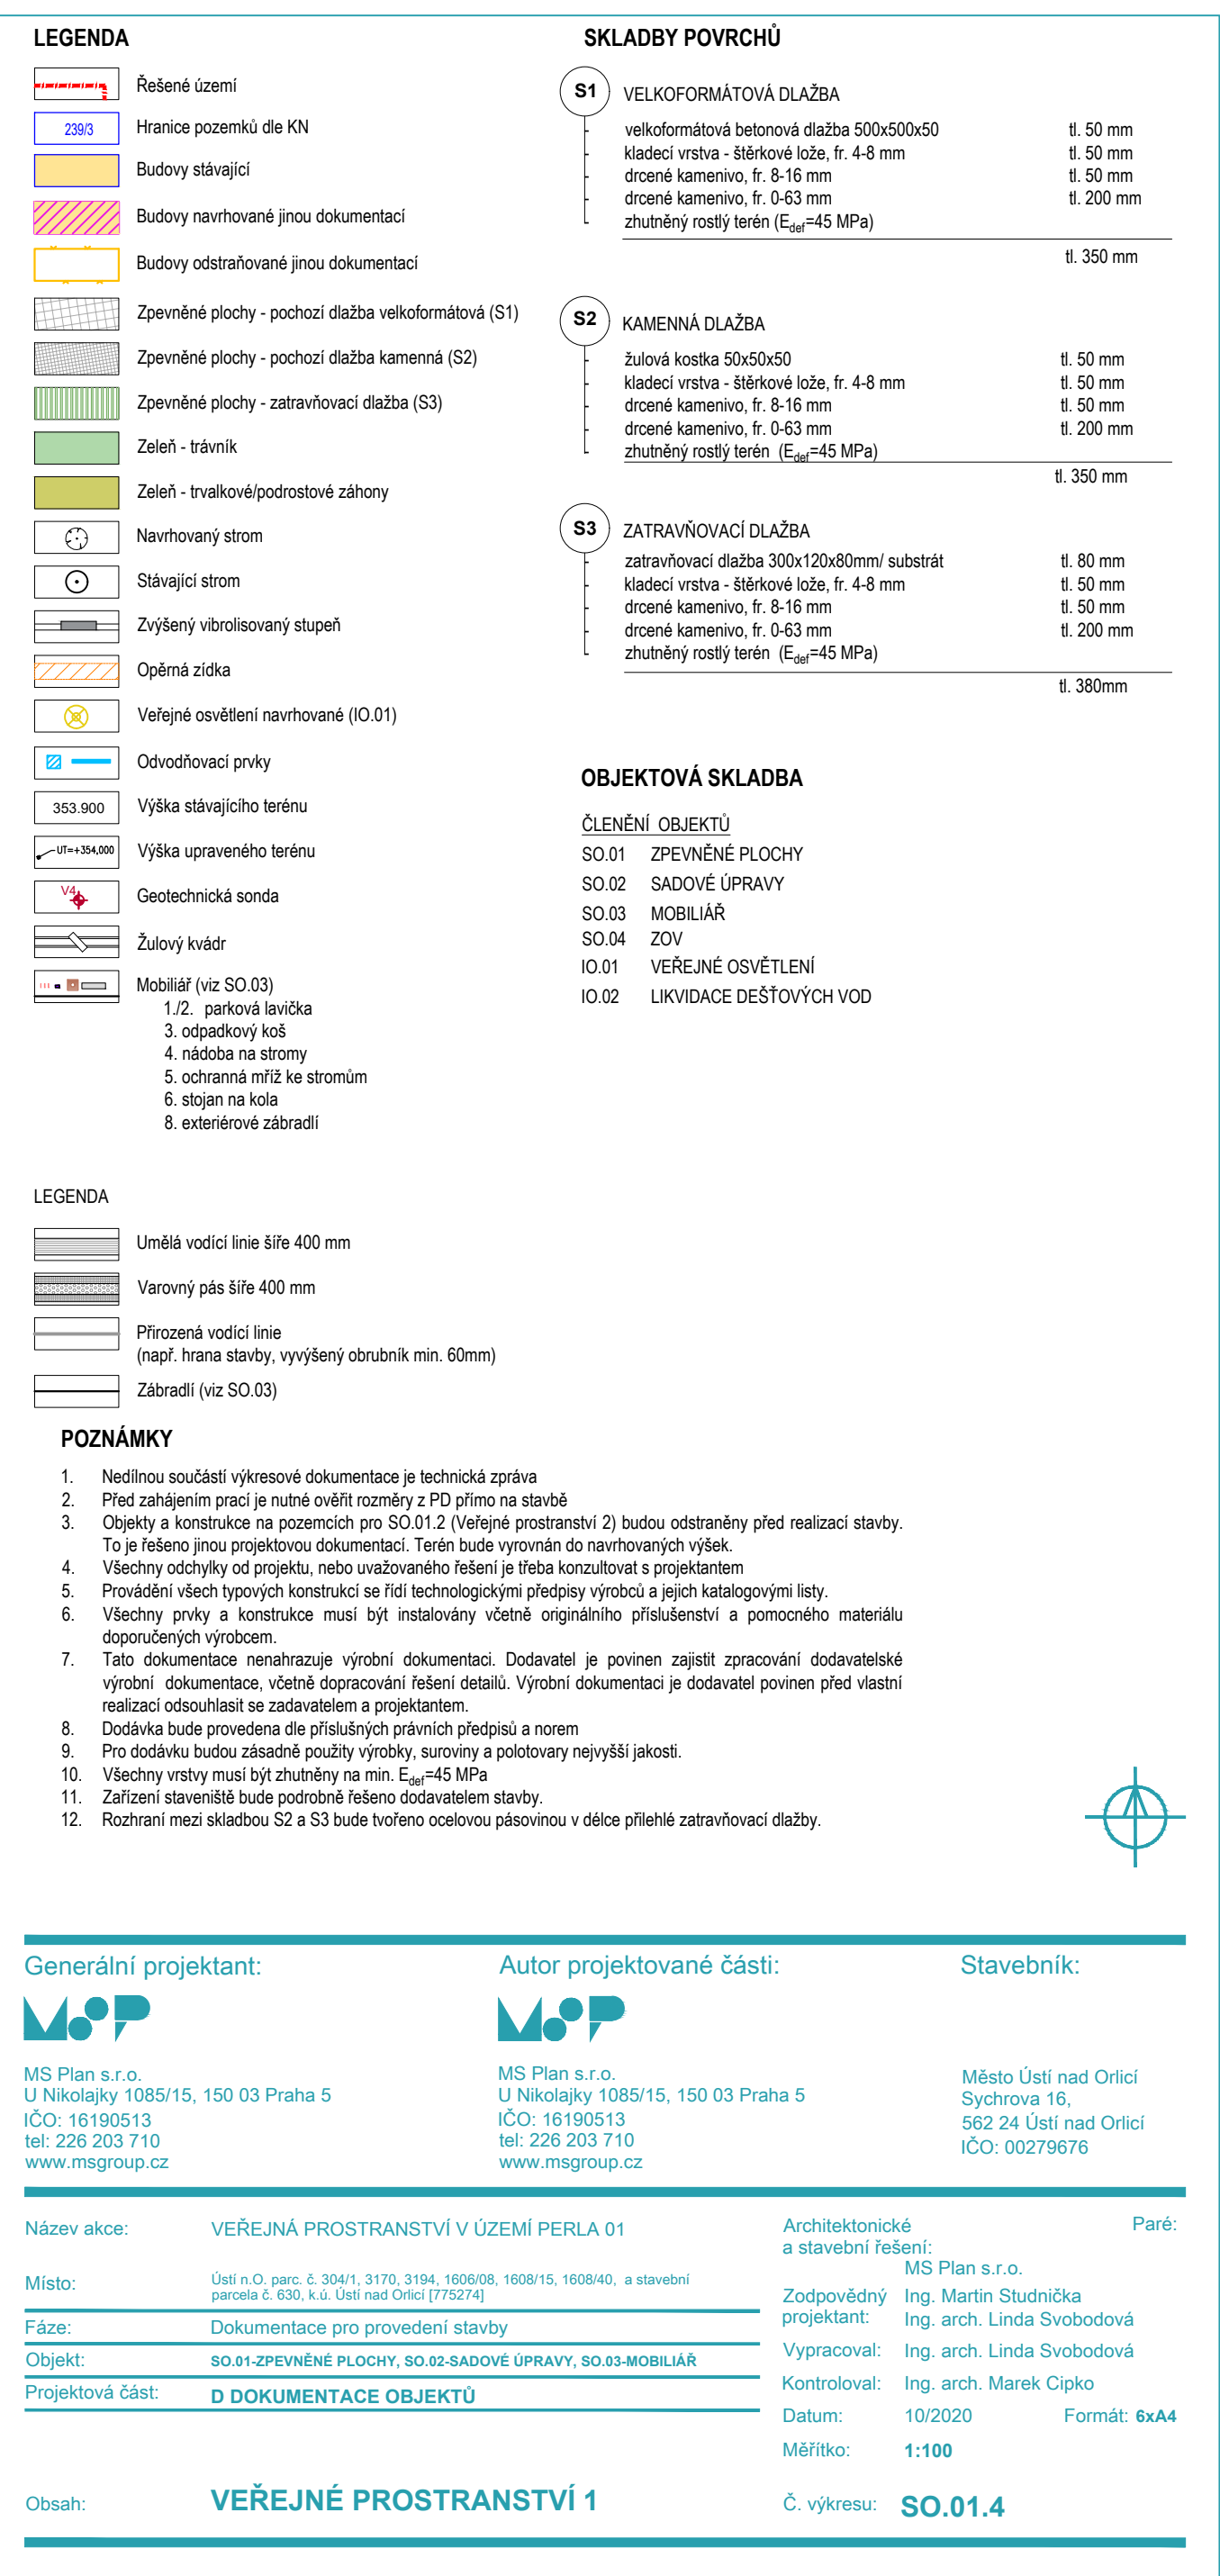 LEGENDA
Řešené území
239/3
Hranice pozemků dle KN
Budovy stávající
Budovy navrhované jinou dokumentací
Budovy odstraňované jinou dokumentací
Zpevněné plochy - pochozí dlažba velkoformátová (S1)
Zpevněné plochy - pochozí dlažba kamenná (S2)
Zpevněné plochy - zatravňovací dlažba (S3)
Zeleň - trávník
Zeleň - trvalkové/podrostové záhony
Navrhovaný strom
Stávající strom
Zvýšený vibrolisovaný stupeň
Opěrná zídka
Veřejné osvětlení navrhované (IO.01)
Odvodňovací prvky
353.900
Výška stávajícího terénu
UT=+354,000
Výška upraveného terénu
V4
Geotechnická sonda
Žulový kvádr
Mobiliář (viz SO.03)
1./2. parková lavička
3. odpadkový koš
4. nádoba na stromy
5. ochranná mříž ke stromům
6. stojan na kola
8. exteriérové zábradlí
SKLADBY POVRCHŮ
S1
VELKOFORMÁTOVÁ DLAŽBA
velkoformátová betonová dlažba 500x500x50 tl. 50 mm
kladecí vrstva - štěrkové lože, fr. 4-8 mm tl. 50 mm
drcené kamenivo, fr. 8-16 mm tl. 50 mm
drcené kamenivo, fr. 0-63 mm tl. 200 mm
zhutněný rostlý terén (Edef=45 MPa)
tl. 350 mm
S2
KAMENNÁ DLAŽBA
žulová kostka 50x50x50 tl. 50 mm
kladecí vrstva - štěrkové lože, fr. 4-8 mm tl. 50 mm
drcené kamenivo, fr. 8-16 mm tl. 50 mm
drcené kamenivo, fr. 0-63 mm tl. 200 mm
zhutněný rostlý terén (Edef=45 MPa)
tl. 350 mm
S3
ZATRAVŇOVACÍ DLAŽBA
zatravňovací dlažba 300x120x80mm/ substrát tl. 80 mm
kladecí vrstva - štěrkové lože, fr. 4-8 mm tl. 50 mm
drcené kamenivo, fr. 8-16 mm tl. 50 mm
drcené kamenivo, fr. 0-63 mm tl. 200 mm
zhutněný rostlý terén (Edef=45 MPa)
tl. 380mm
OBJEKTOVÁ SKLADBA
ČLENĚNÍ OBJEKTŮ
SO.01 ZPEVNĚNÉ PLOCHY
SO.02 SADOVÉ ÚPRAVY
SO.03 MOBILIÁŘ
SO.04 ZOV
IO.01 VEŘEJNÉ OSVĚTLENÍ
IO.02 LIKVIDACE DEŠŤOVÝCH VOD
LEGENDA
Umělá vodící linie šíře 400 mm
Varovný pás šíře 400 mm
Přirozená vodící linie
(např. hrana stavby, vyvýšený obrubník min. 60mm)
Zábradlí (viz SO.03)
POZNÁMKY
1. Nedílnou součástí výkresové dokumentace je technická zpráva
2. Před zahájením prací je nutné ověřit rozměry z PD přímo na stavbě
3. Objekty a konstrukce na pozemcích pro SO.01.2 (Veřejné prostranství 2) budou odstraněny před realizací stavby.
To je řešeno jinou projektovou dokumentací. Terén bude vyrovnán do navrhovaných výšek.
4. Všechny odchylky od projektu, nebo uvažovaného řešení je třeba konzultovat s projektantem
5. Provádění všech typových konstrukcí se řídí technologickými předpisy výrobců a jejich katalogovými listy.
6. Všechny prvky a konstrukce musí být instalovány včetně originálního příslušenství a pomocného materiálu
doporučených výrobcem.
7. Tato dokumentace nenahrazuje výrobní dokumentaci. Dodavatel je povinen zajistit zpracování dodavatelské
výrobní dokumentace, včetně dopracování řešení detailů. Výrobní dokumentaci je dodavatel povinen před vlastní
realizací odsouhlasit se zadavatelem a projektantem.
8. Dodávka bude provedena dle příslušných právních předpisů a norem
9. Pro dodávku budou zásadně použity výrobky, suroviny a polotovary nejvyšší jakosti.
10. Všechny vrstvy musí být zhutněny na min. Edef=45 MPa
11. Zařízení staveniště bude podrobně řešeno dodavatelem stavby.
12. Rozhraní mezi skladbou S2 a S3 bude tvořeno ocelovou pásovinou v délce přilehlé zatravňovací dlažby.
Generální projektant:
MS Plan s.r.o.
U Nikolajky 1085/15, 150 03 Praha 5
IČO: 16190513
tel: 226 203 710
www.msgroup.cz
Autor projektované části:
MS Plan s.r.o.
U Nikolajky 1085/15, 150 03 Praha 5
IČO: 16190513
tel: 226 203 710
www.msgroup.cz
Stavebník:
Město Ústí nad Orlicí
Sychrova 16,
562 24 Ústí nad Orlicí
IČO: 00279676
Název akce: VEŘEJNÁ PROSTRANSTVÍ V ÚZEMÍ PERLA 01
Místo: Ústí n.O. parc. č. 304/1, 3170, 3194, 1606/08, 1608/15, 1608/40, a stavební
parcela č. 630, k.ú. Ústí nad Orlicí [775274]
Fáze: Dokumentace pro provedení stavby
Objekt: SO.01-ZPEVNĚNÉ PLOCHY, SO.02-SADOVÉ ÚPRAVY, SO.03-MOBILIÁŘ
Projektová část: D DOKUMENTACE OBJEKTŮ
Architektonické
a stavební řešení:
Paré:
MS Plan s.r.o.
Zodpovědný Ing. Martin Studnička
projektant: Ing. arch. Linda Svobodová
Vypracoval: Ing. arch. Linda Svobodová
Kontroloval: Ing. arch. Marek Cipko
Datum: 10/2020 Formát: 6xA4
Měřítko: 1:100
Obsah: VEŘEJNÉ PROSTRANSTVÍ 1
Č. výkresu: SO.01.4